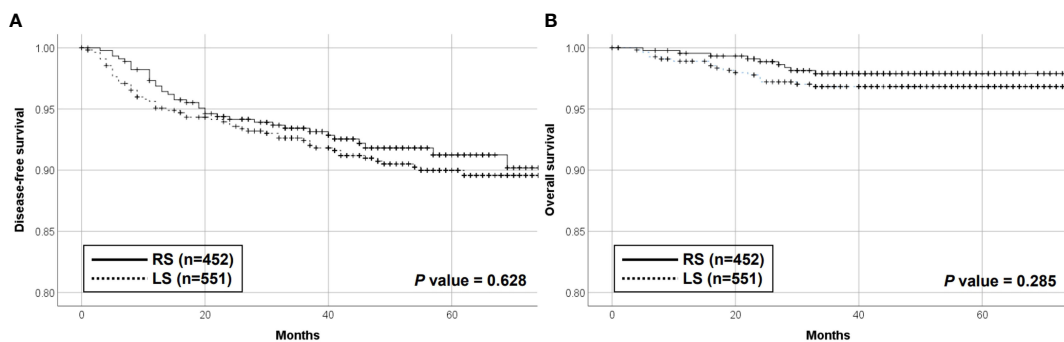 A
1.00
0.95
0.90
0.85
0.80
Disease-free survival
RS (n=452)
LS (n=551)
P value = 0.628
0
20
40
60
Months
B
1.00
0.95
0.90
0.85
0.80
Overall survival
RS (n=452)
LS (n=551)
P value = 0.285
0
20
40
60
Months